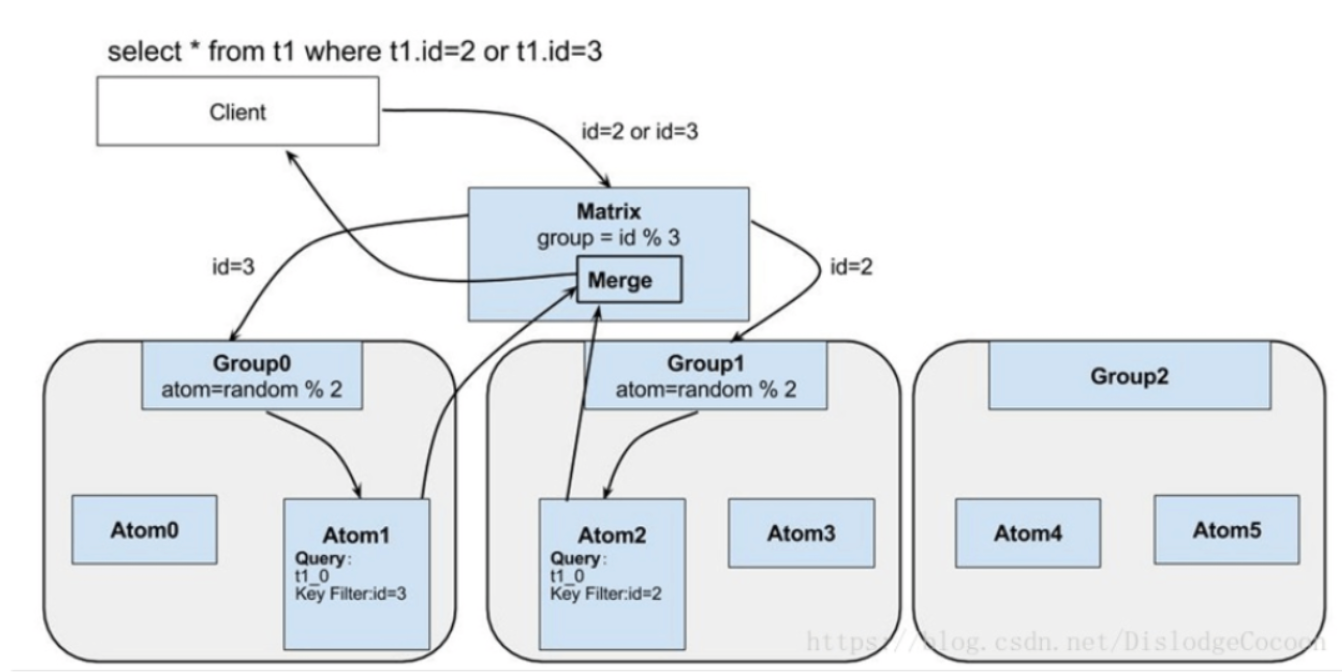 select * from t1 where t1.id=2 or t1.id=3
Client
id=2 or id=3
Matrix
group = id % 3
Merge
id=3
id=2
Group0
atom=random % 2
Group1
atom=random % 2
Group2
Atom0
Atom1
Query:
t1_0
Key Filter:id=3
Atom2
Query:
t1_0
Key Filter:id=2
Atom3
Atom4
Atom5
https://blog.csdn.net/DislodgeCocoon